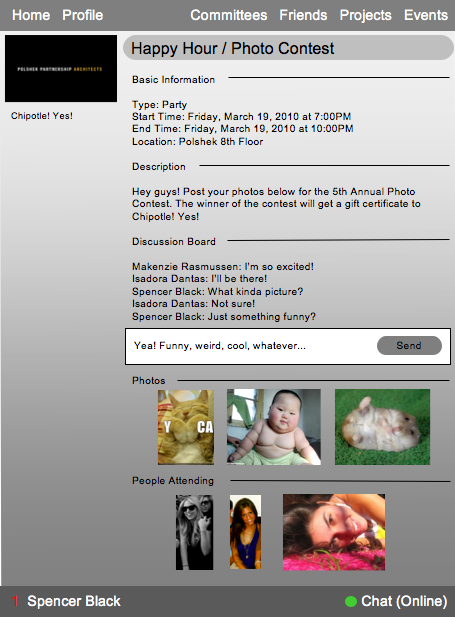 Home Profile Committees Friends Projects Events
POLSHEK PARTNERSHIP ARCHITECTS
Chipotle! Yes!
Happy Hour / Photo Contest
Basic Information
Type: Party
Start Time: Friday, March 19, 2010 at 7:00PM
End Time: Friday, March 19, 2010 at 10:00PM
Location: Polshek 8th Floor
Description
Hey guys! Post your photos below for the 5th Annual Photo
Contest. The winner of the contest will get a gift certificate to
Chipotle! Yes!
Discussion Board
Makenzie Rasmussen: I'm so excited!
Isadora Dantas: I'll be there!
Spencer Black: What kinda picture?
Isadora Dantas: Not sure!
Spencer Black: Just something funny?
Yea! Funny, weird, cool, whatever... Send
Photos
Y CA
People Attending
1 Spencer Black Chat (Online)